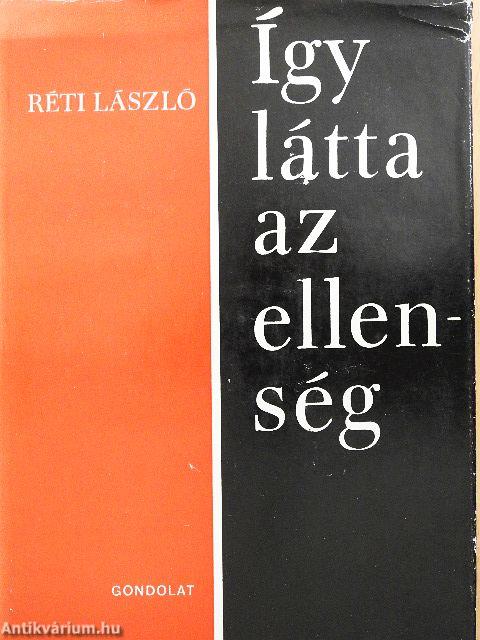 RÉTI LÁSZLÓ
Így
látta
az
ellen-
ség
GONDOLAT
Antikvárium.hu